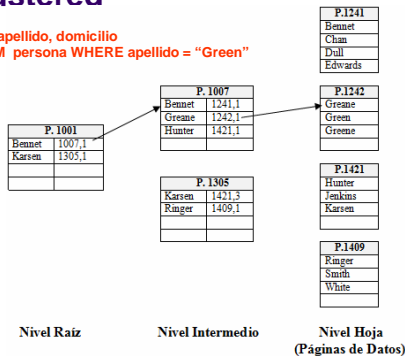 apellido, domicilio
persona WHERE apellido = “Green”
P. 1001
Bennet 1007,1
Karsen 1305,1
P. 1007
Bennet 1241,1
Greane 1242,1
Hunter 1421,1
P. 1305
Karsen 1421,3
Ringer 1409,1
P.1241
Bennet
Chan
Dull
Edwards
P.1242
Greane
Green
Greene
P.1421
Hunter
Jenkins
Karsen
P.1409
Ringer
Smith
White
Nivel Raíz
Nivel Intermedio
Nivel Hoja
(Páginas de Datos)